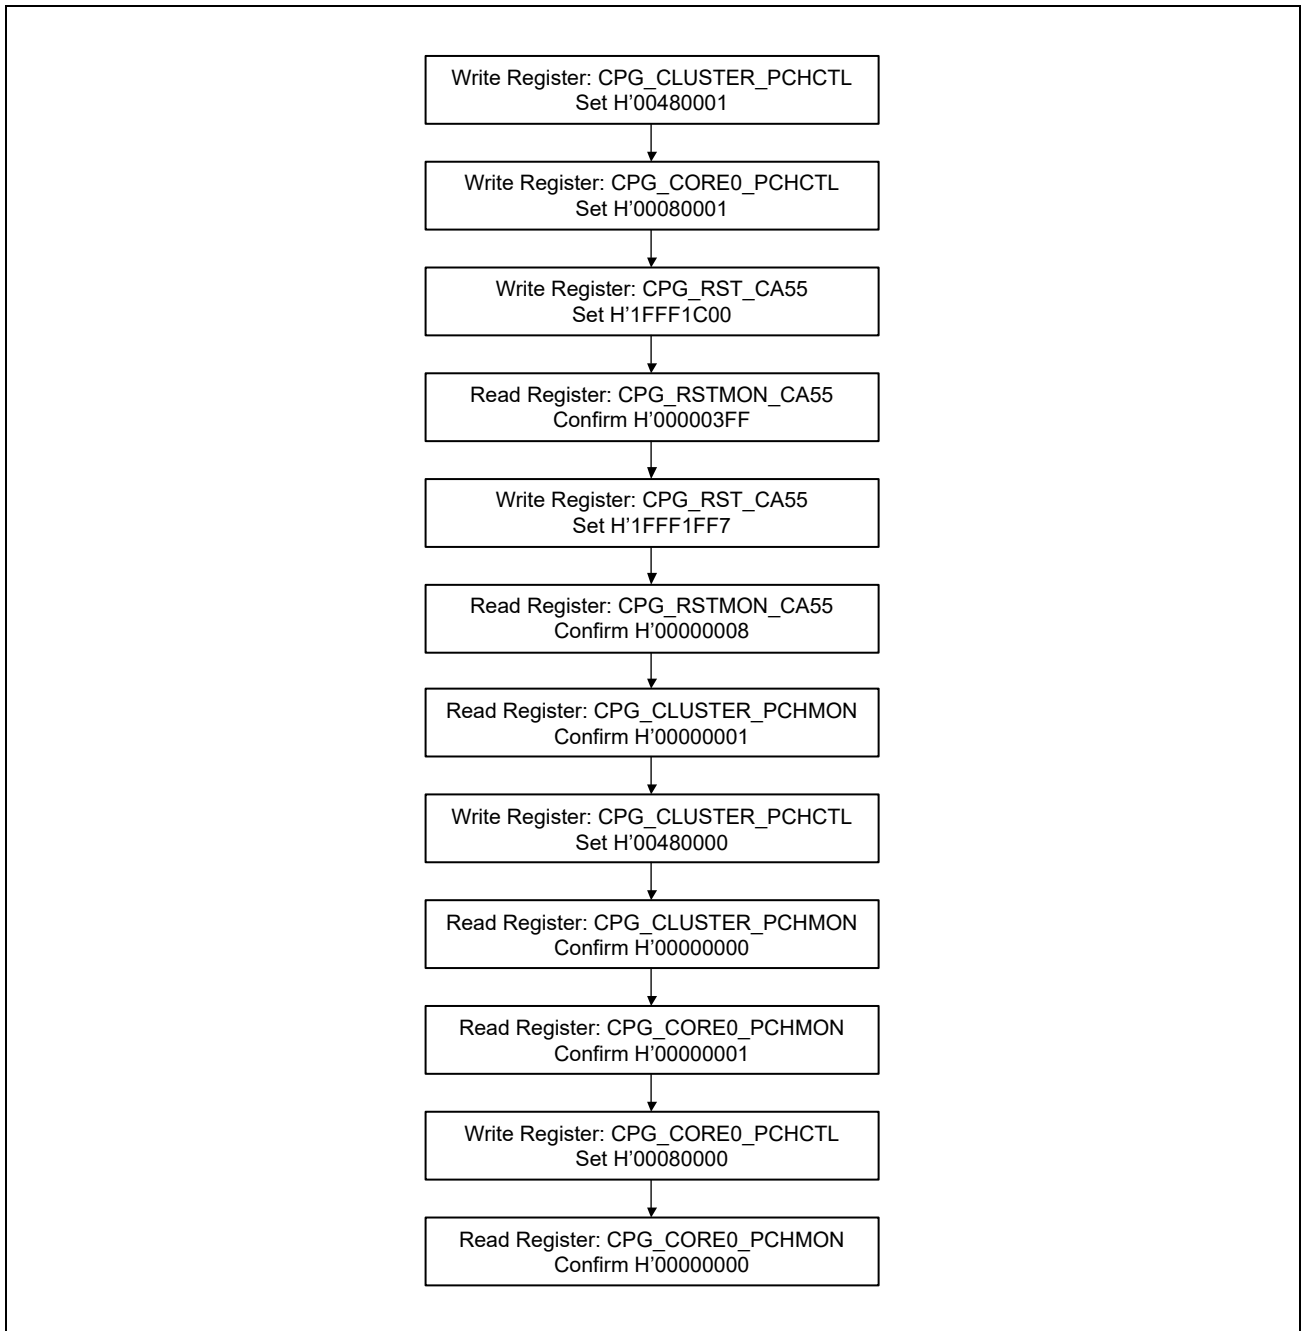 Write Register: CPG_CLUSTER_PCHCTL
Set H’00480001
Write Register: CPG_CORE0_PCHCTL
Set H’00080001
Write Register: CPG_RST_CA55
Set H’1FFF1C00
Read Register: CPG_RSTMON_CA55
Confirm H’000003FF
Write Register: CPG_RST_CA55
Set H’1FFF1FF7
Read Register: CPG_RSTMON_CA55
Confirm H’00000008
Read Register: CPG_CLUSTER_PCHMON
Confirm H’00000001
Write Register: CPG_CLUSTER_PCHCTL
Set H’00480000
Read Register: CPG_CLUSTER_PCHMON
Confirm H’00000000
Read Register: CPG_CORE0_PCHMON
Confirm H’00000001
Write Register: CPG_CORE0_PCHCTL
Set H’00080000
Read Register: CPG_CORE0_PCHMON
Confirm H’00000000